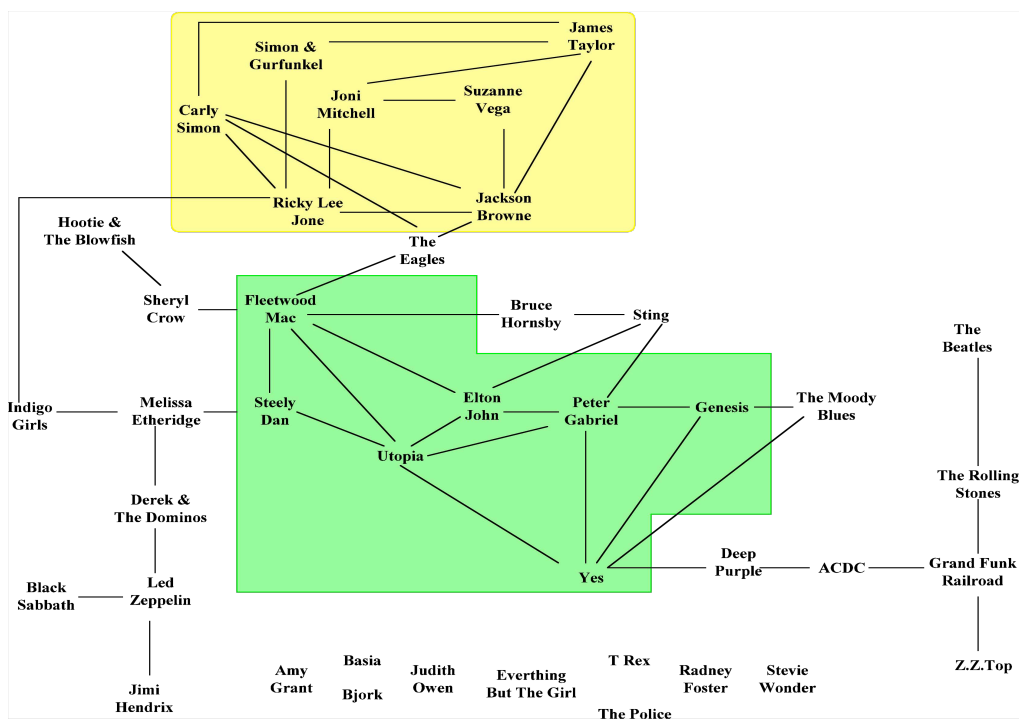 James
Taylor
Simon &
Gurfunkel
Joni
Mitchell
Suzanne
Vega
Carly
Simon
Ricky Lee
Jone
Jackson
Browne
Hootie &
The Blowfish
The
Eagles
Sheryl
Crow
Fleetwood
Mac
Bruce
Hornsby
Sting
The
Beatles
Indigo
Girls
Melissa
Etheridge
Steely
Dan
Elton
John
Peter
Gabriel
Genesis
The Moody
Blues
Utopia
The Rolling
Stones
Derek &
The Dominos
Deep
Purple
ACDC
Grand Funk
Railroad
Yes
Black
Sabbath
Led
Zeppelin
Jimi
Hendrix
Amy
Grant
Basia
Bjork
Judith
Owen
Everthing
But The Girl
T Rex
The Police
Radney
Foster
Stevie
Wonder
Z.Z.Top